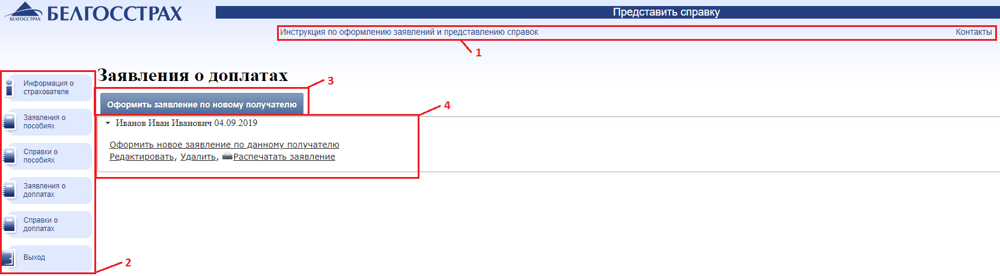 БЕЛГОССТРАХ
БЕЛГОССТРАХ
Представить справку
Инструкция по оформлению заявлений и представлению справок
Контакты
1
Заявления о доплатах
3
Оформить заявление по новому получателю
4
Иванов Иван Иванович 04.09.2019
Оформить новое заявление по данному получателю
Редактировать, Удалить, Распечатать заявление
Информация о
страхователе
Заявления о
пособиях
Справки о
пособиях
Заявления о
доплатах
Справки о
доплатах
Выход
2